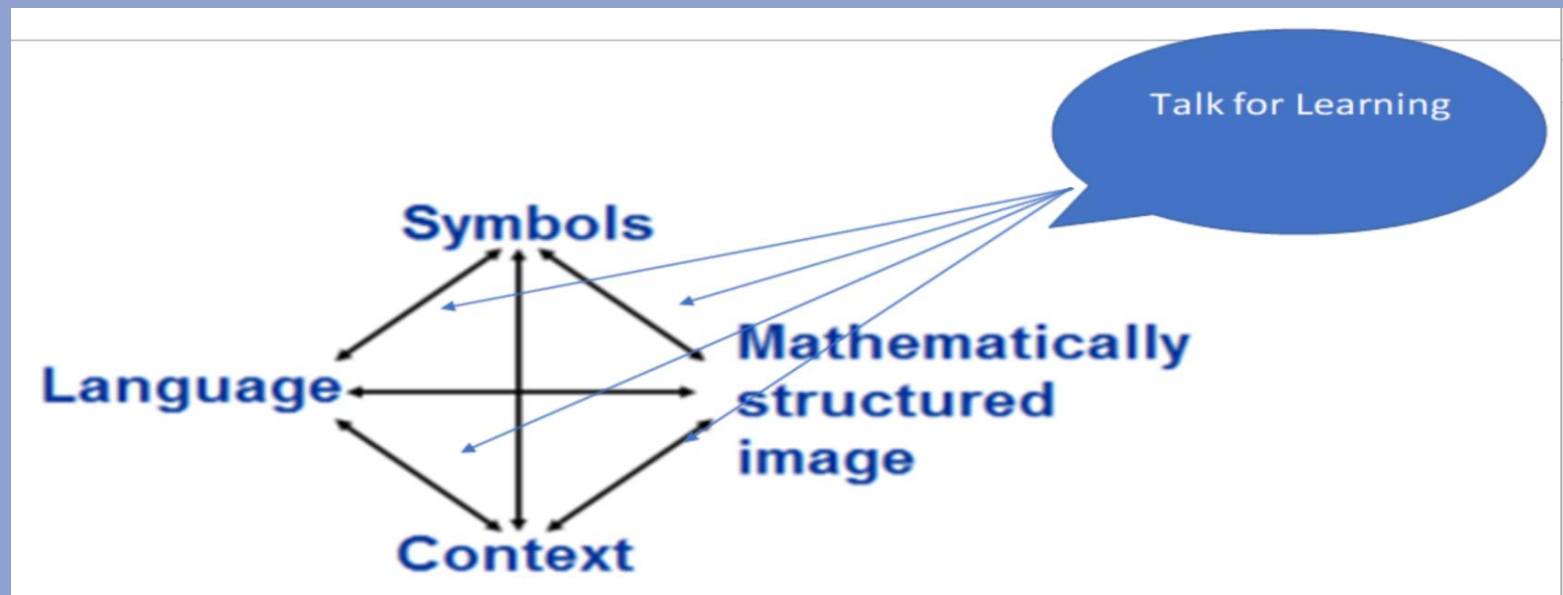 Talk for Learning
Symbols
Language
Mathematically
structured
image
Context